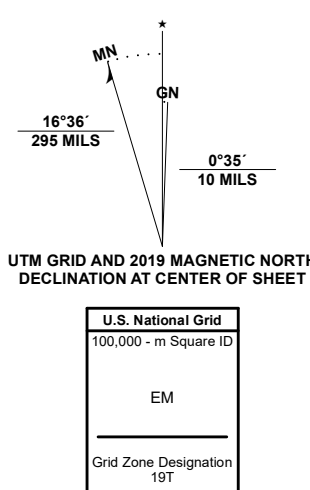 ★
MN
GN
16°36´
295 MILS
0°35´
10 MILS
UTM GRID AND 2019 MAGNETIC NORTH
DECLINATION AT CENTER OF SHEET
U.S. National Grid
100,000 - m Square ID
EM
Grid Zone Designation
19T